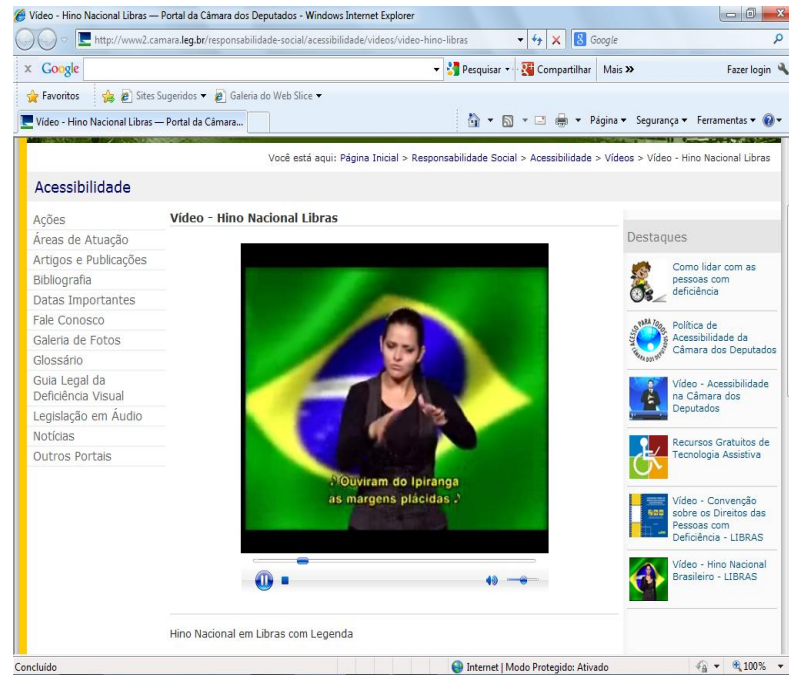 Vídeo - Hino Nacional Libras — Portal da Câmara dos Deputados - Windows Internet Explorer
http://www2.camara.leg.br/responsabilidade-social/acessibilidade/videos/video-hino-libras
Google
x Google
Pesquisar
Compartilhar
Mais »
Fazer login
Favoritos
Sites Sugeridos
Galeria do Web Slice
Vídeo - Hino Nacional Libras — Portal da Câmara...
Página
Segurança
Ferramentas
Você está aqui: Página Inicial > Responsabilidade Social > Acessibilidade > Vídeos > Vídeo - Hino Nacional Libras
Acessibilidade
Ações
Áreas de Atuação
Artigos e Publicações
Bibliografia
Datas Importantes
Fale Conosco
Galeria de Fotos
Glossário
Guia Legal da
Deficiência Visual
Legislação em Áudio
Notícias
Outros Portais
Vídeo - Hino Nacional Libras
♪ Ouviram do Ipiranga
as margens plácidas ♪
Hino Nacional em Libras com Legenda
Destaques
Como lidar com as
pessoas com
deficiência
ACESSO PARA TODOS
CÂMARA DOS DEPUTADOS
Política de
Acessibilidade da
Câmara dos Deputados
Vídeo - Acessibilidade
na Câmara dos
Deputados
Recursos Gratuitos de
Tecnologia Assistiva
Vídeo - Convenção
sobre os Direitos das
Pessoas com
Deficiência - LIBRAS
Vídeo - Hino Nacional
Brasileiro - LIBRAS
Concluído
Internet | Modo Protegido: Ativado
100%